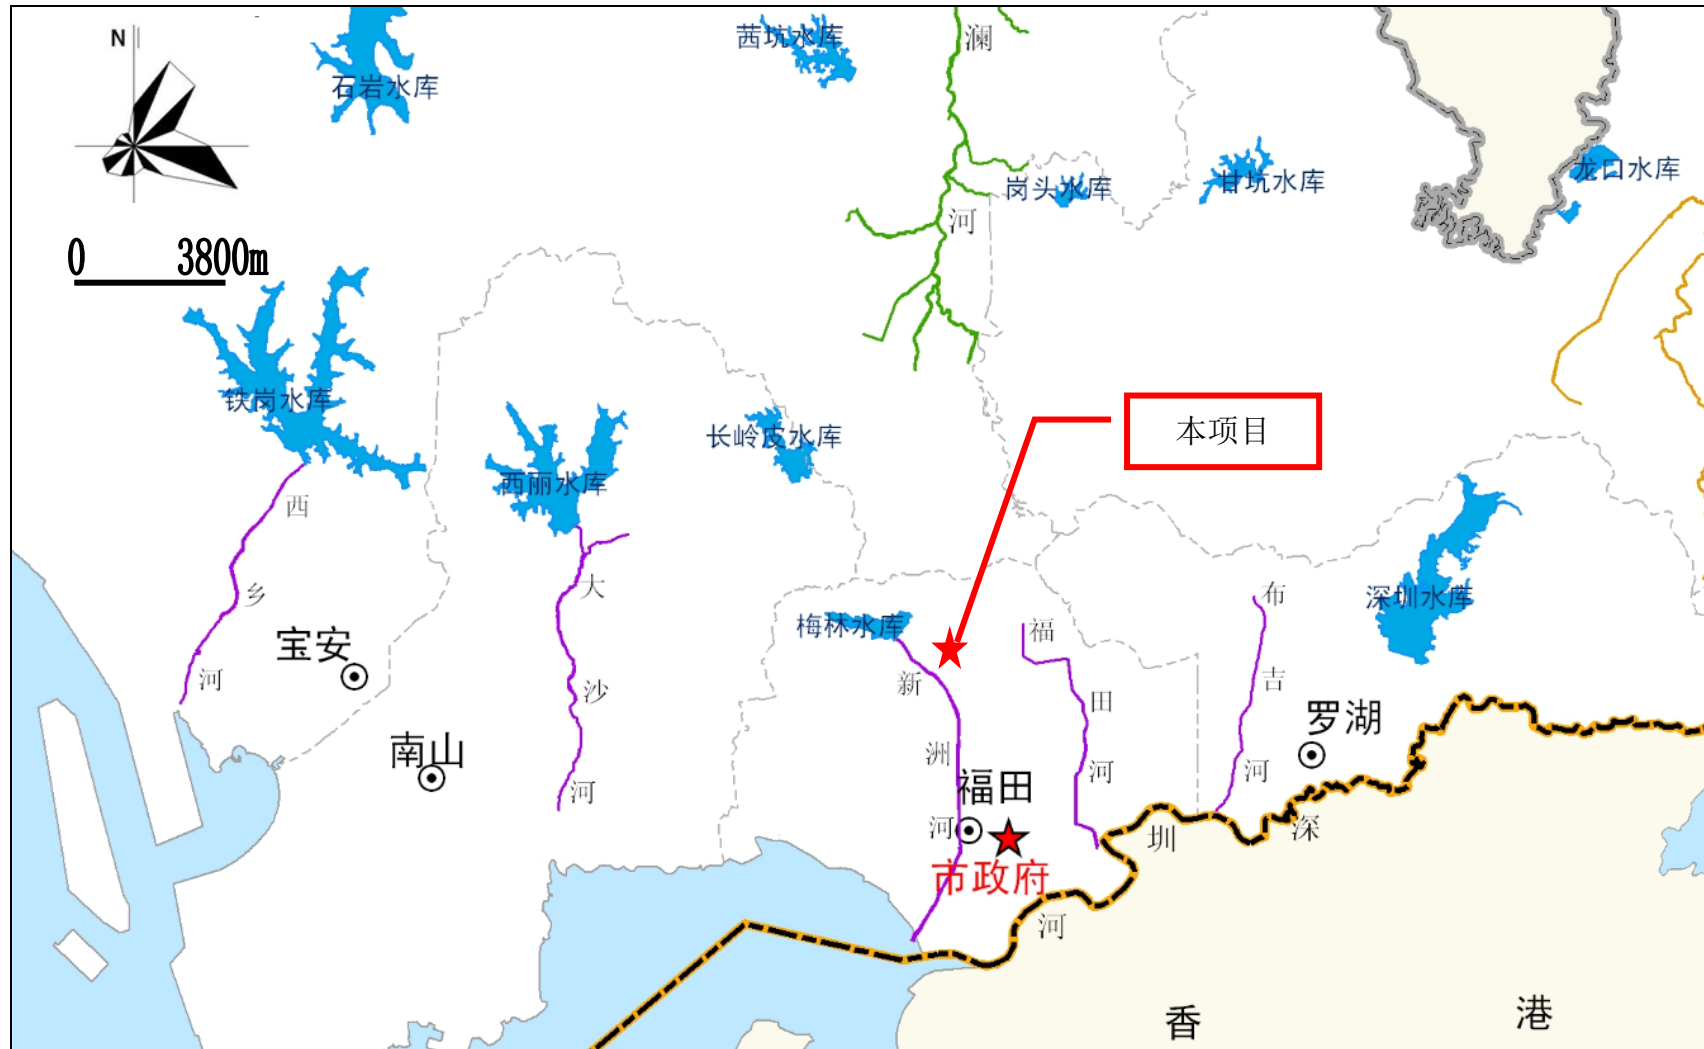 N
石岩水库
茜坑水库
澜
河
岗头水库
甘坑水库
龙口水库
0 3800m
铁岗水库
长岭皮水库
本项目
西丽水库
西
乡
河
大
沙
河
宝安
南山
梅林水库
新
洲
河
福
田
河
布
吉
河
深圳水库
罗湖
福田
市政府
圳
深
河
香
港